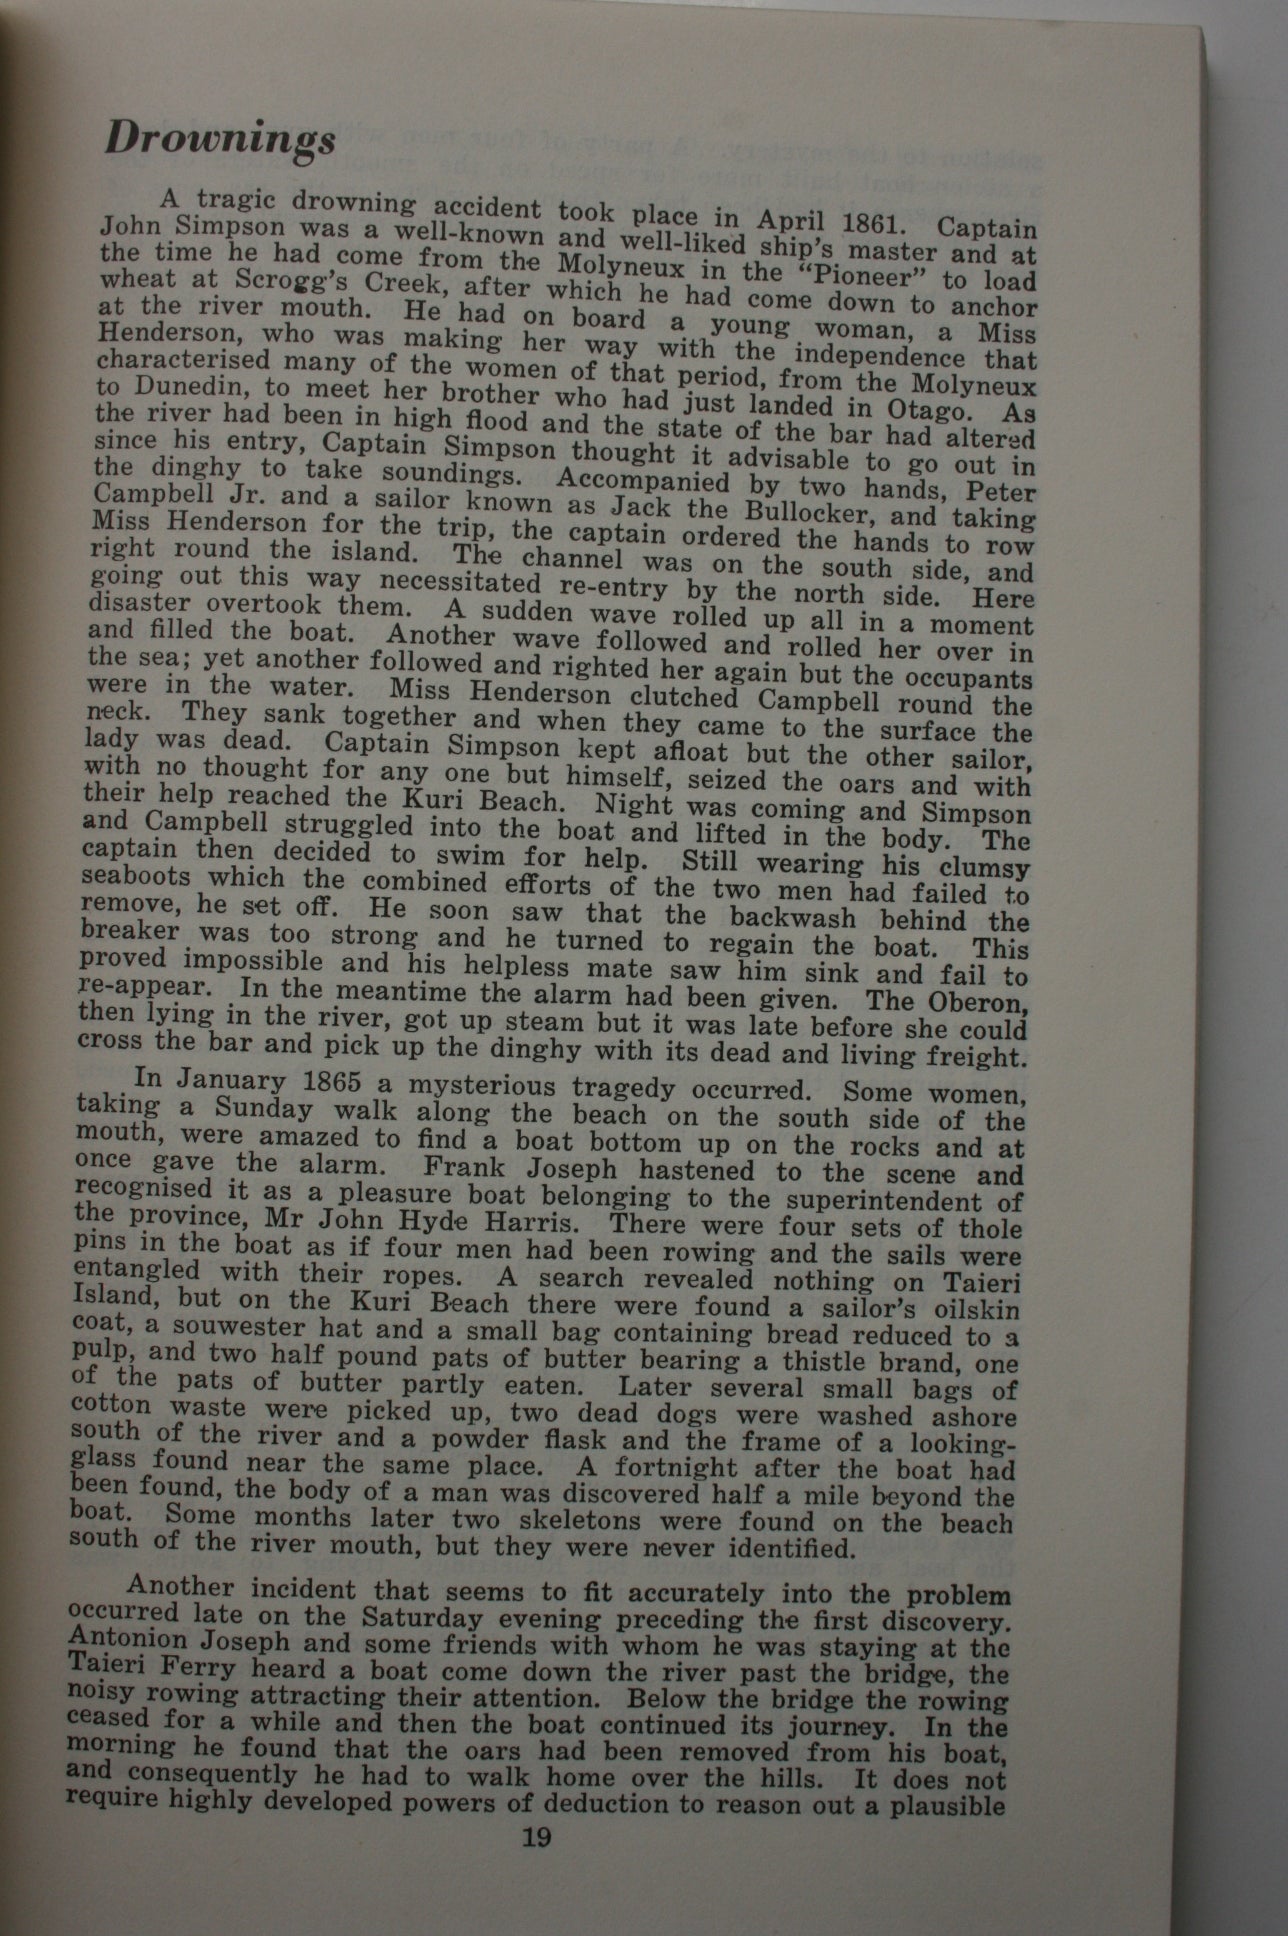 Drownings
A tragic drowning accident took place in April 1861. Captain
John Simpson was a well-known and well-liked ship's master and at
the time he had come from the Molyneux in the "Pioneer" to load
wheat at Scrogg's Creek, after which he had come down to anchor
at the river mouth. He had on board a young woman, a Miss
Henderson, who was making her way with the independence that
characterised many of the women of that period, from the Molyneux
to Dunedin, to meet her brother who had just landed in Otago. As
the river had been in high flood and the state of the bar had altered
since his entry, Captain Simpson thought it advisable to go out in
the dinghy to take soundings. Accompanied by two hands, Peter
Campbell Jr. and a sailor known as Jack the Bullocker, and taking
Miss Henderson for the trip, the captain ordered the hands to row
right round the island. The channel was on the south side, and
going out this way necessitated re-entry by the north side. Here
disaster overtook them. A sudden wave rolled up all in a moment
and filled the boat. Another wave followed and rolled her over in
the sea; yet another followed and righted her again but the occupants
were in the water. Miss Henderson clutched Campbell round the
neck. They sank together and when they came to the surface the
lady was dead. Captain Simpson kept afloat but the other sailor,
with no thought for any one but himself, seized the oars and with
their help reached the Kuri Beach. Night was coming and Simpson
and Campbell struggled into the boat and lifted in the body. The
captain then decided to swim for help. Still wearing his clumsy
seaboots which the combined efforts of the two men had failed to
remove, he set off. He soon saw that the backwash behind the
breaker was too strong and he turned to regain the boat. This
proved impossible and his helpless mate saw him sink and fail to
re-appear. In the meantime the alarm had been given. The Oberon,
then lying in the river, got up steam but it was late before she could
cross the bar and pick up the dinghy with its dead and living freight.
In January 1865 a mysterious tragedy occurred. Some women,
taking a Sunday walk along the beach on the south side of the
mouth, were amazed to find a boat bottom up on the rocks and at
once gave the alarm. Frank Joseph hastened to the scene and
recognised it as a pleasure boat belonging to the superintendent of
the province, Mr John Hyde Harris. There were four sets of thole
pins in the boat as if four men had been rowing and the sails were
entangled with their ropes. A search revealed nothing on Taieri
Island, but on the Kuri Beach there were found a sailor's oilskin
coat, a souwester hat and a small bag containing bread reduced to a
pulp, and two half pound pats of butter bearing a thistle brand, one
of the pats of butter partly eaten. Later several small bags of
cotton waste were picked up, two dead dogs were washed ashore
south of the river and a powder flask and the frame of a looking-
glass found near the same place. A fortnight after the boat had
been found, the body of a man was discovered half a mile beyond the
boat. Some months later two skeletons were found on the beach
south of the river mouth, but they were never identified.
Another incident that seems to fit accurately into the problem
occurred late on the Saturday evening preceding the first discovery.
Antonion Joseph and some friends with whom he was staying at the
Taieri Ferry heard a boat come down the river past the bridge, the
noisy rowing attracting their attention. Below the bridge the rowing
ceased for a while and then the boat continued its journey. In the
morning he found that the oars had been removed from his boat,
and consequently he had to walk home over the hills. It does not
require highly developed powers of deduction to reason out a plausible
19